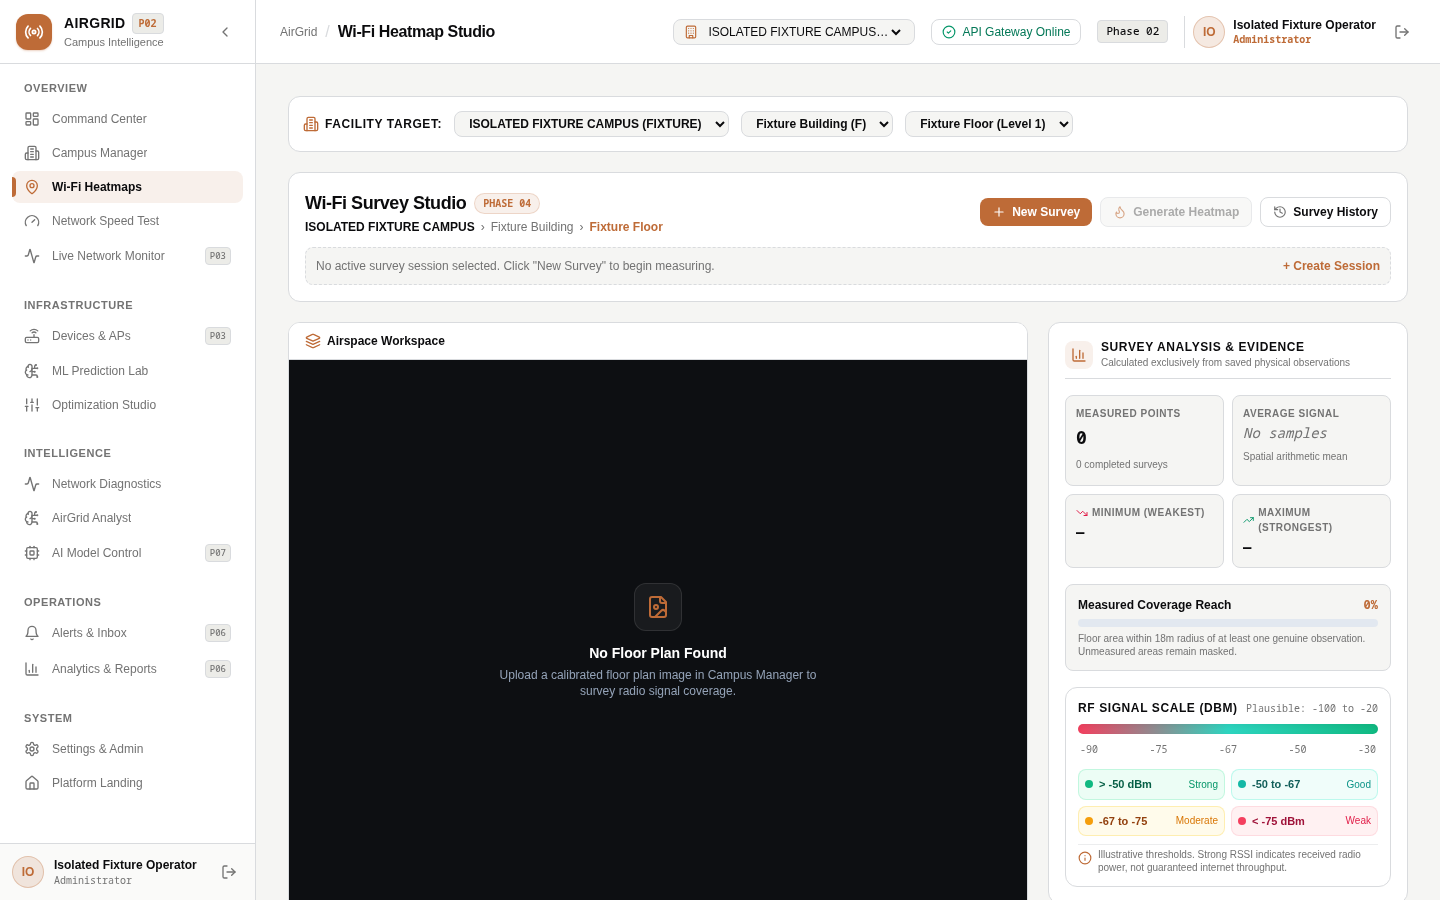 AIRGRID P02
Campus Intelligence
OVERVIEW
Command Center
Campus Manager
Wi-Fi Heatmaps
Network Speed Test
Live Network Monitor P03
INFRASTRUCTURE
Devices & APs P03
ML Prediction Lab
Optimization Studio
INTELLIGENCE
Network Diagnostics
AirGrid Analyst
AI Model Control P07
OPERATIONS
Alerts & Inbox P06
Analytics & Reports P06
SYSTEM
Settings & Admin
Platform Landing
IO Isolated Fixture Operator
Administrator
AirGrid / Wi-Fi Heatmap Studio
ISOLATED FIXTURE CAMPUS…
API Gateway Online
Phase 02
IO Isolated Fixture Operator
Administrator
FACILITY TARGET: ISOLATED FIXTURE CAMPUS (FIXTURE) Fixture Building (F) Fixture Floor (Level 1)
Wi-Fi Survey Studio PHASE 04
ISOLATED FIXTURE CAMPUS › Fixture Building › Fixture Floor
New Survey Generate Heatmap Survey History
No active survey session selected. Click "New Survey" to begin measuring. + Create Session
Airspace Workspace
No Floor Plan Found
Upload a calibrated floor plan image in Campus Manager to
survey radio signal coverage.
SURVEY ANALYSIS & EVIDENCE
Calculated exclusively from saved physical observations
MEASURED POINTS
0
0 completed surveys
AVERAGE SIGNAL
No samples
Spatial arithmetic mean
MINIMUM (WEAKEST)
—
MAXIMUM
(STRONGEST)
—
Measured Coverage Reach 0%
Floor area within 18m radius of at least one genuine observation.
Unmeasured areas remain masked.
RF SIGNAL SCALE (DBM) Plausible: -100 to -20
-90 -75 -67 -50 -30
> -50 dBm Strong
-50 to -67 Good
-67 to -75 Moderate
< -75 dBm Weak
Illustrative thresholds. Strong RSSI indicates received radio
power, not guaranteed internet throughput.